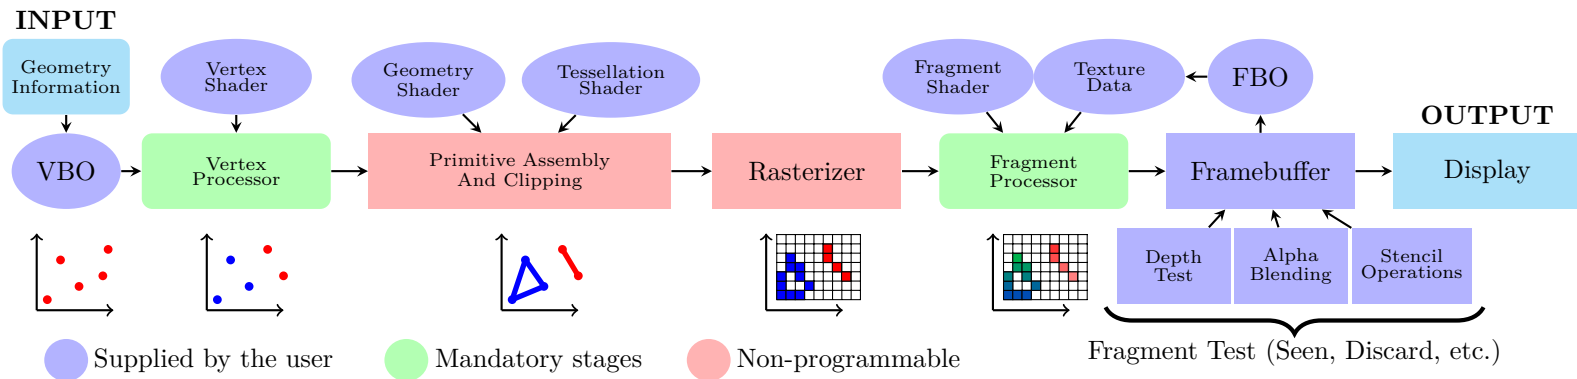 INPUT
Geometry
Information
Vertex
Shader
Geometry
Shader
Tessellation
Shader
Fragment
Shader
Texture
Data
FBO
OUTPUT
VBO
Vertex
Processor
Primitive Assembly
And Clipping
Rasterizer
Fragment
Processor
Framebuffer
Display
Depth
Test
Alpha
Blending
Stencil
Operations
Supplied by the user
Mandatory stages
Non-programmable
Fragment Test (Seen, Discard, etc.)